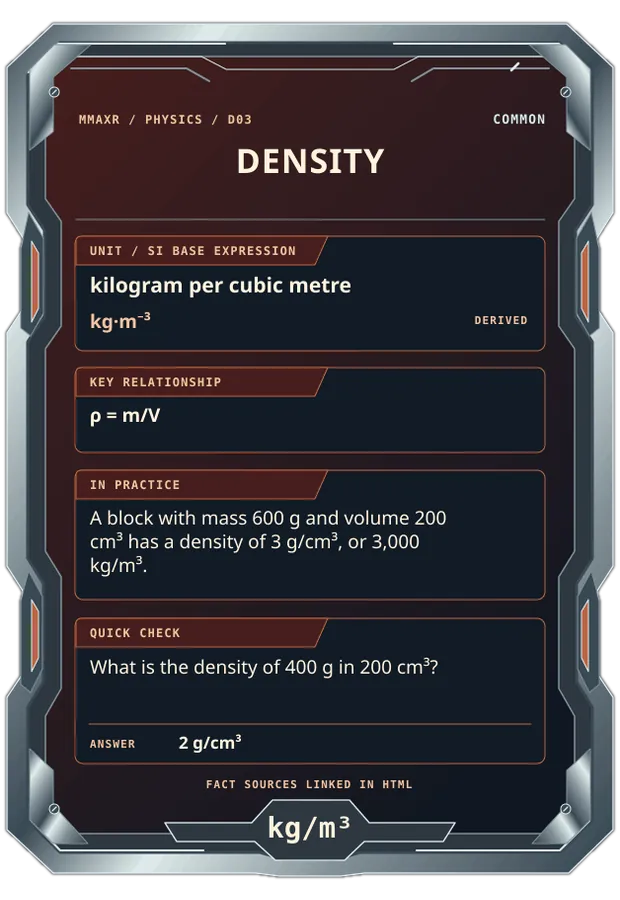 MMAXR / PHYSICS / D03
COMMON
DENSITY
UNIT / SI BASE EXPRESSION
kilogram per cubic metre
kg·m⁻³
DERIVED
KEY RELATIONSHIP
ρ = m/V
IN PRACTICE
A block with mass 600 g and volume 200
cm³ has a density of 3 g/cm³, or 3,000
kg/m³.
QUICK CHECK
What is the density of 400 g in 200 cm³?
ANSWER 2 g/cm³
FACT SOURCES LINKED IN HTML
kg/m³